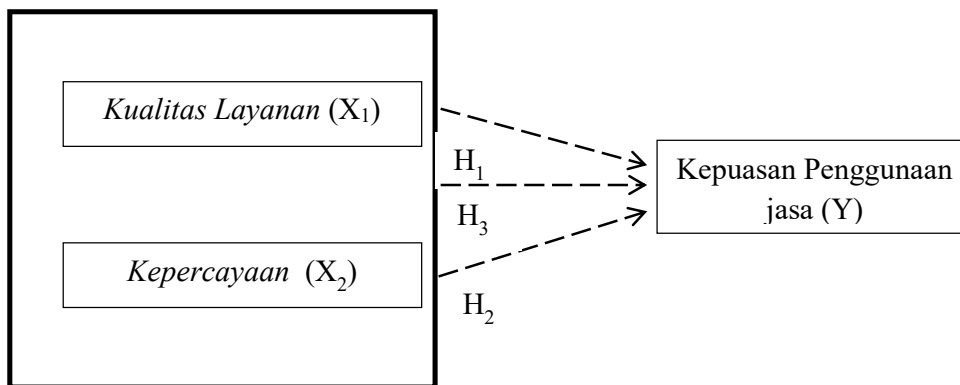 Kualitas Layanan (X₁)
H₁
Kepuasan Penggunaan
jasa (Y)
H₃
Kepercayaan (X₂)
H₂